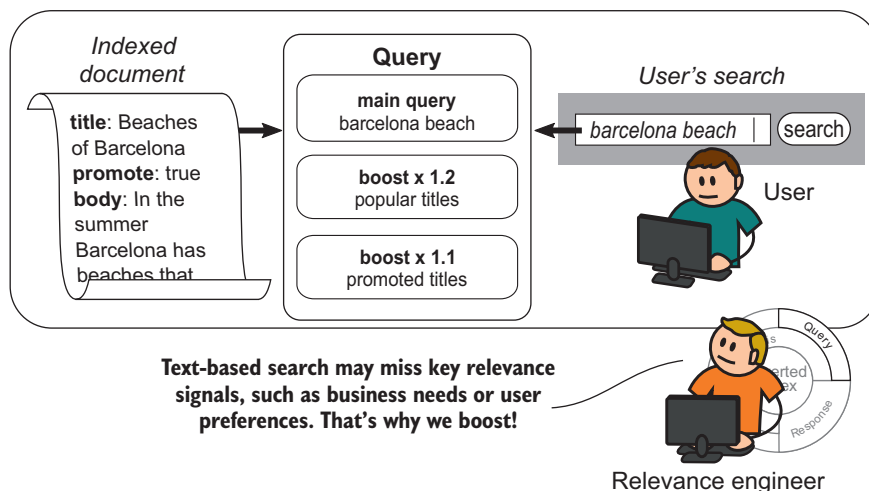 Indexed
document
title: Beaches
of Barcelona
promote: true
body: In the
summer
Barcelona has
beaches that
Query
main query
barcelona beach
boost x 1.2
popular titles
boost x 1.1
promoted titles
User's search
barcelona beach
search
User
Text-based search may miss key relevance
signals, such as business needs or user
preferences. That's why we boost!
Query
Response
Relevance engineer